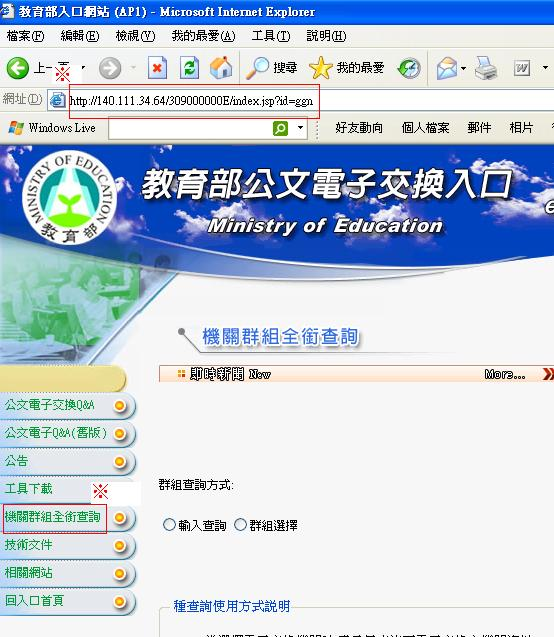 教育部入口網站 (AP1) - Microsoft Internet Explorer
檔案(F) 編輯(E) 檢視(V) 我的最愛(A) 工具(T) 說明(H)
上一 搜尋 我的最愛
※
網址(D) http://140.111.34.64/309000000E/index.jsp?id=ggn
Windows Live 好友動向 個人檔案 郵件 相片
MINISTRY OF EDUCATION
教育部
教育部公文電子交換入口
Ministry of Education
機關群組全銜查詢
即時新聞 New More...
公文電子交換Q&A
公文電子Q&A(舊版)
公告
工具下載 ※
機關群組全銜查詢
技術文件
相關網站
回入口首頁
群組查詢方式:
輸入查詢 群組選擇
種查詢使用方式說明